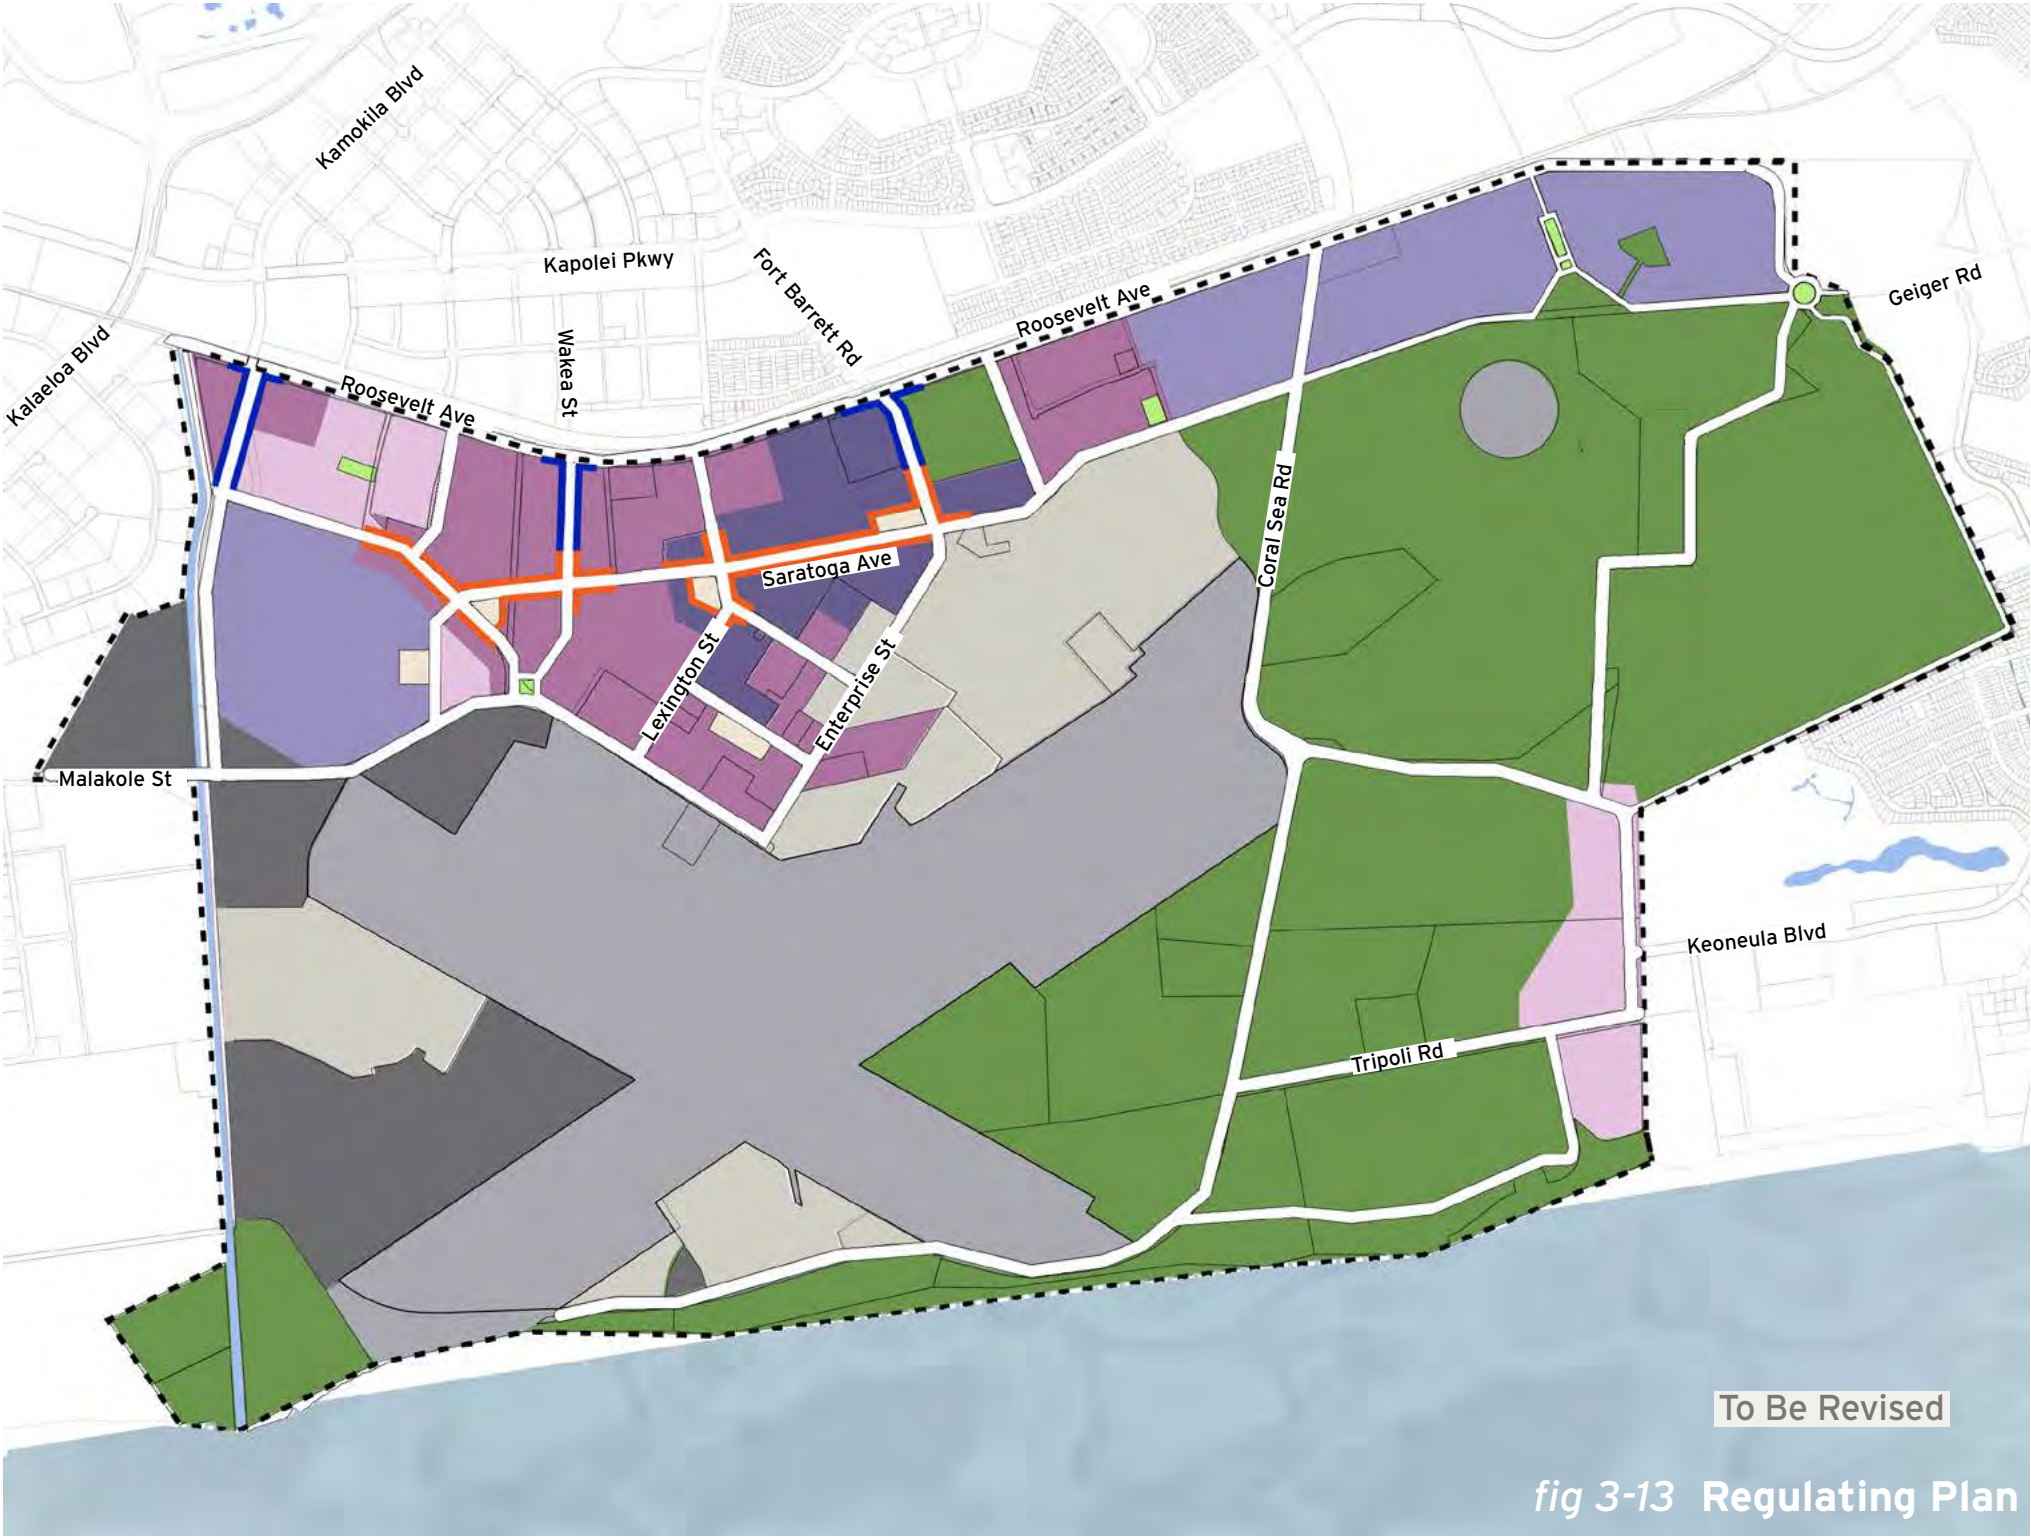 Kamokila Blvd
Kapolei Pkwy
Fort Barrett Rd
Geiger Rd
Roosevelt Ave
Kalaeloa Blvd
Wakea St
Roosevelt Ave
Coral Sea Rd
Saratoga Ave
Lexington St
Enterprise St
Malakole St
Keoneula Blvd
Tripoli Rd
To Be Revised
fig 3-13 Regulating Plan